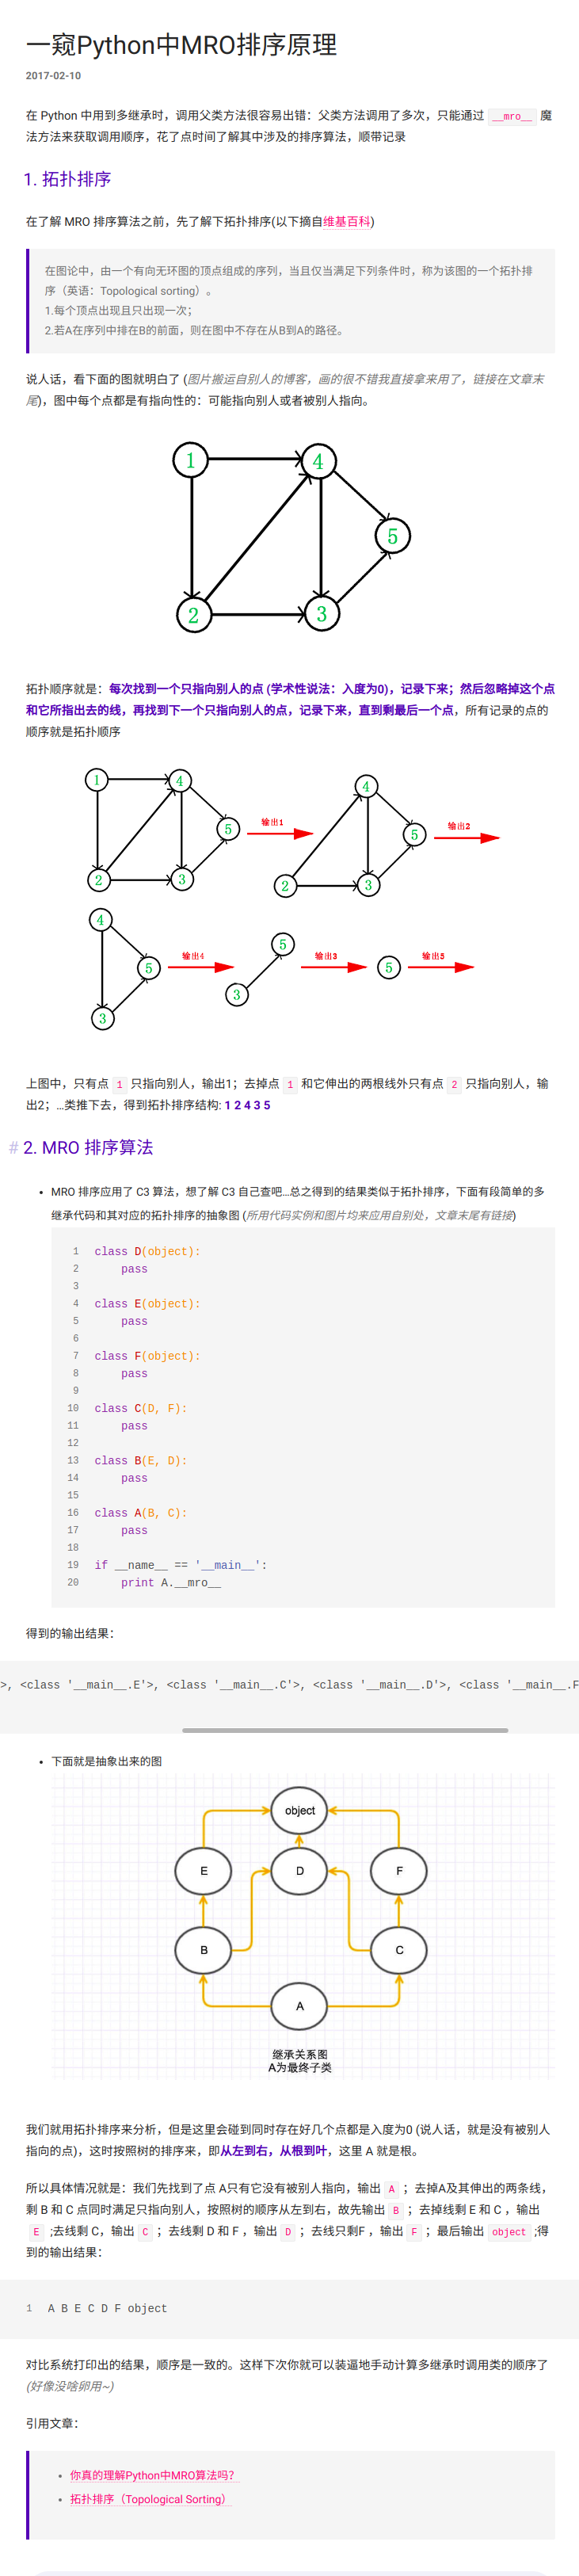 一窥Python中MRO排序原理
2017-02-10
在 Python 中用到多继承时，调用父类方法很容易出错：父类方法调用了多次，只能通过 __mro__ 魔
法方法来获取调用顺序，花了点时间了解其中涉及的排序算法，顺带记录
1. 拓扑排序
在了解 MRO 排序算法之前，先了解下拓扑排序(以下摘自维基百科)
在图论中，由一个有向无环图的顶点组成的序列，当且仅当满足下列条件时，称为该图的一个拓扑排
序（英语：Topological sorting）。
1.每个顶点出现且只出现一次；
2.若A在序列中排在B的前面，则在图中不存在从B到A的路径。
说人话，看下面的图就明白了 (图片搬运自别人的博客，画的很不错我直接拿来用了，链接在文章末
尾)，图中每个点都是有指向性的：可能指向别人或者被别人指向。
1
4
5
2
3
拓扑顺序就是：每次找到一个只指向别人的点 (学术性说法：入度为0)，记录下来；然后忽略掉这个点
和它所指出去的线，再找到下一个只指向别人的点，记录下来，直到剩最后一个点，所有记录的点的
顺序就是拓扑顺序
1 4 5 2 3 输出1
4 5 2 3 输出2
4 5 3 输出4
5 3 输出3
5 输出5
上图中，只有点 1 只指向别人，输出1；去掉点 1 和它伸出的两根线外只有点 2 只指向别人，输
出2；...类推下去，得到拓扑排序结构: 1 2 4 3 5
# 2. MRO 排序算法
• MRO 排序应用了 C3 算法，想了解 C3 自己查吧...总之得到的结果类似于拓扑排序，下面有段简单的多
继承代码和其对应的拓扑排序的抽象图 (所用代码实例和图片均来应用自别处，文章末尾有链接)
1 class D(object):
2     pass
3
4 class E(object):
5     pass
6
7 class F(object):
8     pass
9
10 class C(D, F):
11     pass
12
13 class B(E, D):
14     pass
15
16 class A(B, C):
17     pass
18
19 if __name__ == '__main__':
20     print A.__mro__
得到的输出结果：
>, <class '__main__.E'>, <class '__main__.C'>, <class '__main__.D'>, <class '__main__.F
• 下面就是抽象出来的图
object
E
D
F
B
C
A
继承关系图
A为最终子类
我们就用拓扑排序来分析，但是这里会碰到同时存在好几个点都是入度为0 (说人话，就是没有被别人
指向的点)，这时按照树的排序来，即从左到右，从根到叶，这里 A 就是根。
所以具体情况就是：我们先找到了点 A只有它没有被别人指向，输出 A ；去掉A及其伸出的两条线，
剩 B 和 C 点同时满足只指向别人，按照树的顺序从左到右，故先输出 B ；去掉线剩 E 和 C ，输出
E ;去线剩 C，输出 C ；去线剩 D 和 F ，输出 D ；去线只剩F ，输出 F ；最后输出 object ;得
到的输出结果：
1 A B E C D F object
对比系统打印出的结果，顺序是一致的。这样下次你就可以装逼地手动计算多继承时调用类的顺序了
(好像没啥卵用~)
引用文章：
• 你真的理解Python中MRO算法吗？
• 拓扑排序（Topological Sorting）